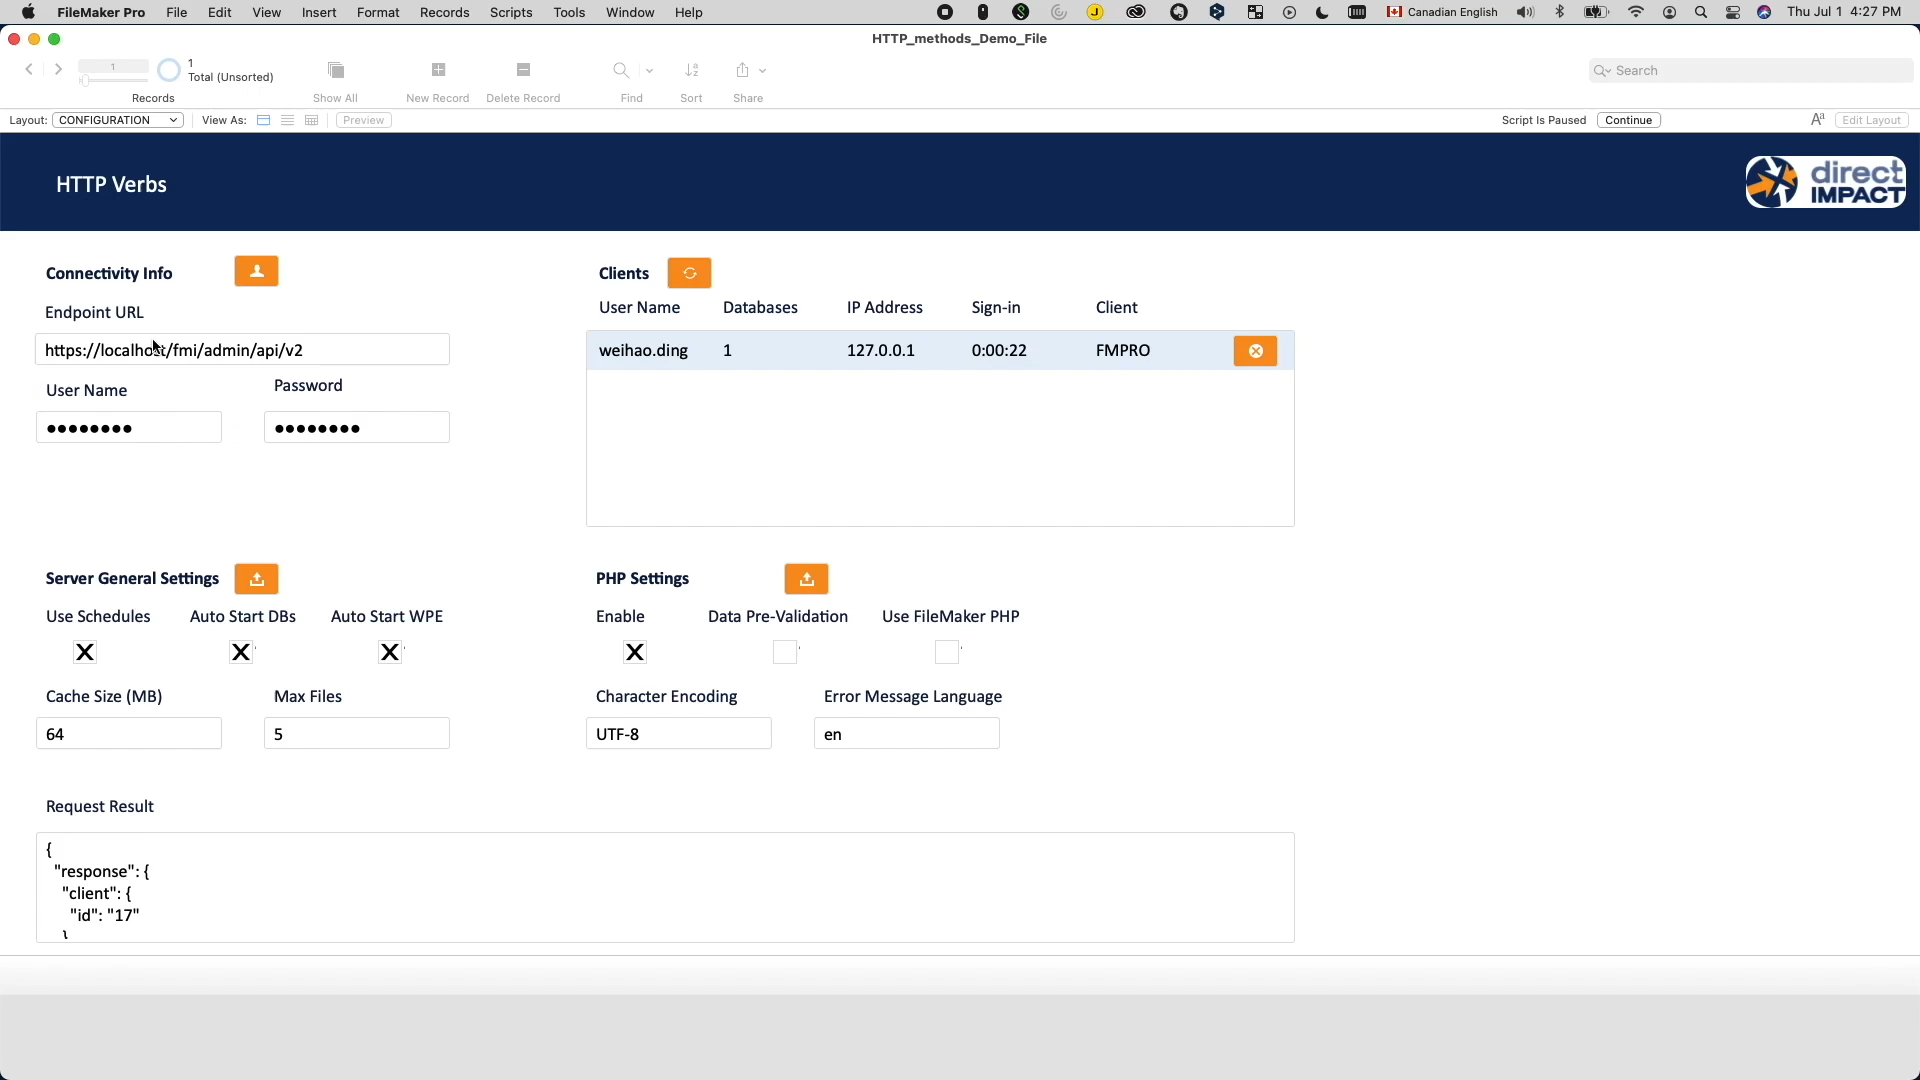 FileMaker Pro File Edit View Insert Format Records Scripts Tools Window Help Canadian English Thu Jul 1 4:27 PM
HTTP_methods_Demo_File
1 1 Total (Unsorted) Search
Records Show All New Record Delete Record Find Sort Share
Layout: CONFIGURATION View As: Preview Script Is Paused Continue Aa Edit Layout
HTTP Verbs direct IMPACT
Connectivity Info Clients
Endpoint URL User Name Databases IP Address Sign-in Client
https://localhost/fmi/admin/api/v2 weihao.ding 1 127.0.0.1 0:00:22 FMPRO
User Name Password
●●●●●●●● ●●●●●●●●
Server General Settings PHP Settings
Use Schedules Auto Start DBs Auto Start WPE Enable Data Pre-Validation Use FileMaker PHP
X X X X
Cache Size (MB) Max Files Character Encoding Error Message Language
64 5 UTF-8 en
Request Result
{
"response": {
"client": {
"id": "17"
}